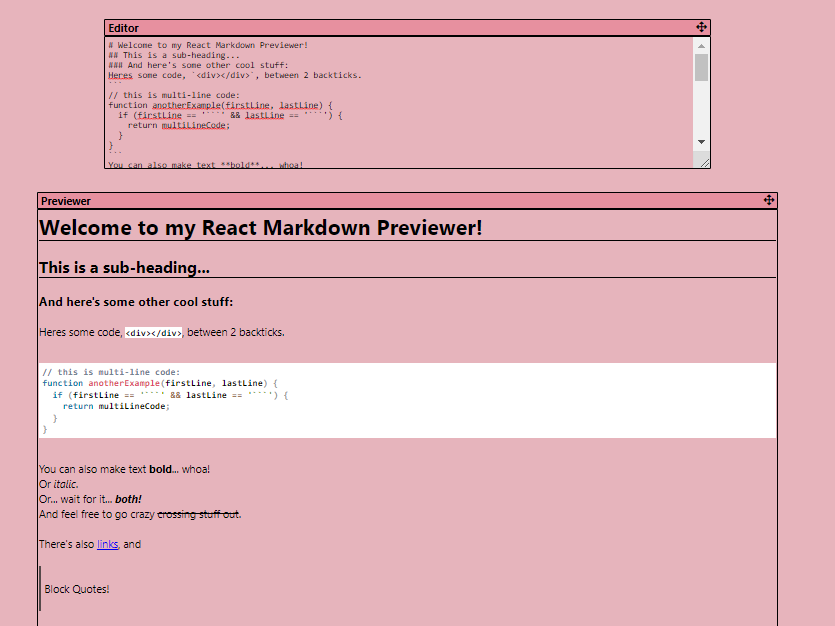 Editor
# Welcome to my React Markdown Previewer!
## This is a sub-heading...
### And here's some other cool stuff:
Heres some code, `<div></div>`, between 2 backticks.
```
// this is multi-line code:
function anotherExample(firstLine, lastLine) {
  if (firstLine == '```' && lastLine == '```') {
    return multiLineCode;
  }
}
```
You can also make text **bold**... whoa!
Previewer
Welcome to my React Markdown Previewer!
This is a sub-heading...
And here's some other cool stuff:
Heres some code, <div></div>, between 2 backticks.
// this is multi-line code:
function anotherExample(firstLine, lastLine) {
  if (firstLine == '```' && lastLine == '```') {
    return multiLineCode;
  }
}
You can also make text bold... whoa!
Or italic.
Or... wait for it... both!
And feel free to go crazy crossing stuff out.
There's also links, and
Block Quotes!